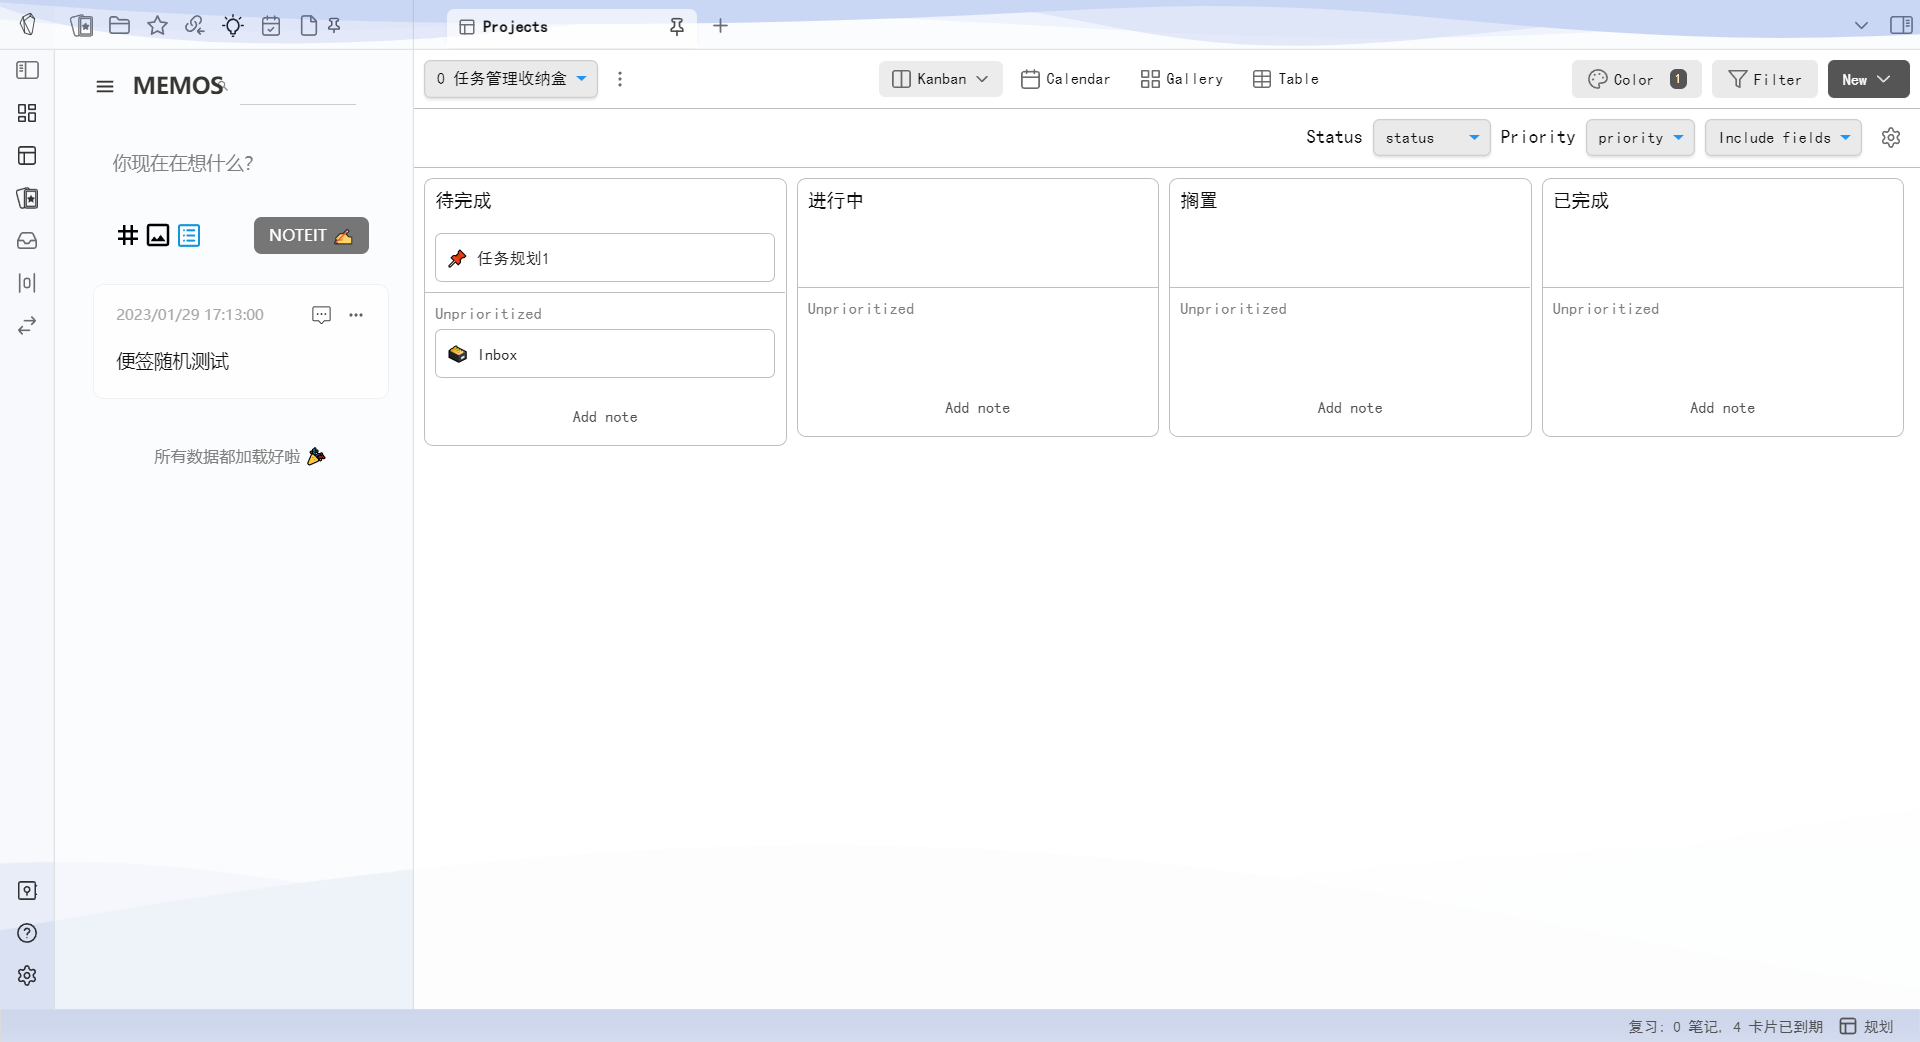 Projects
MEMOS
你现在在想什么?
NOTEIT
2023/01/29 17:13:00
便签随机测试
所有数据都加载好啦
0 任务管理收纳盒
Kanban
Calendar
Gallery
Table
Color 1
Filter
New
Status status
Priority priority
Include fields
待完成
任务规划1
Unprioritized
Inbox
Add note
进行中
Unprioritized
Add note
搁置
Unprioritized
Add note
已完成
Unprioritized
Add note
复习: 0 笔记, 4 卡片已到期
规划